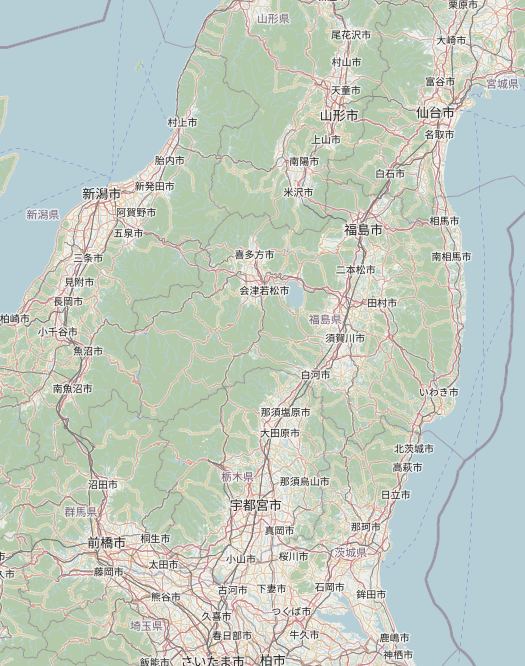 栗原市
山形県
尾花沢市
大崎市
村山市
富谷市
宮城県
天童市
山形市
仙台市
村上市
名取市
上山市
胎内市
南陽市
白石市
新発田市
米沢市
新潟市
新潟県
阿賀野市
相馬市
五泉市
福島市
三条市
喜多方市
南相馬市
二本松市
見附市
会津若松市
長岡市
田村市
柏崎市
福島県
小千谷市
須賀川市
魚沼市
白河市
南魚沼市
いわき市
那須塩原市
大田原市
北茨城市
高萩市
栃木県
沼田市
那須烏山市
日立市
宇都宮市
群馬県
那珂市
真岡市
前橋市
桐生市
茨城県
小山市
桜川市
太田市
藤岡市
久市
石岡市
古河市
下妻市
鉾田市
熊谷市
つくば市
久喜市
埼玉県
春日部市
牛久市
鹿嶋市
神栖市
飯能市
さいたま市
柏市